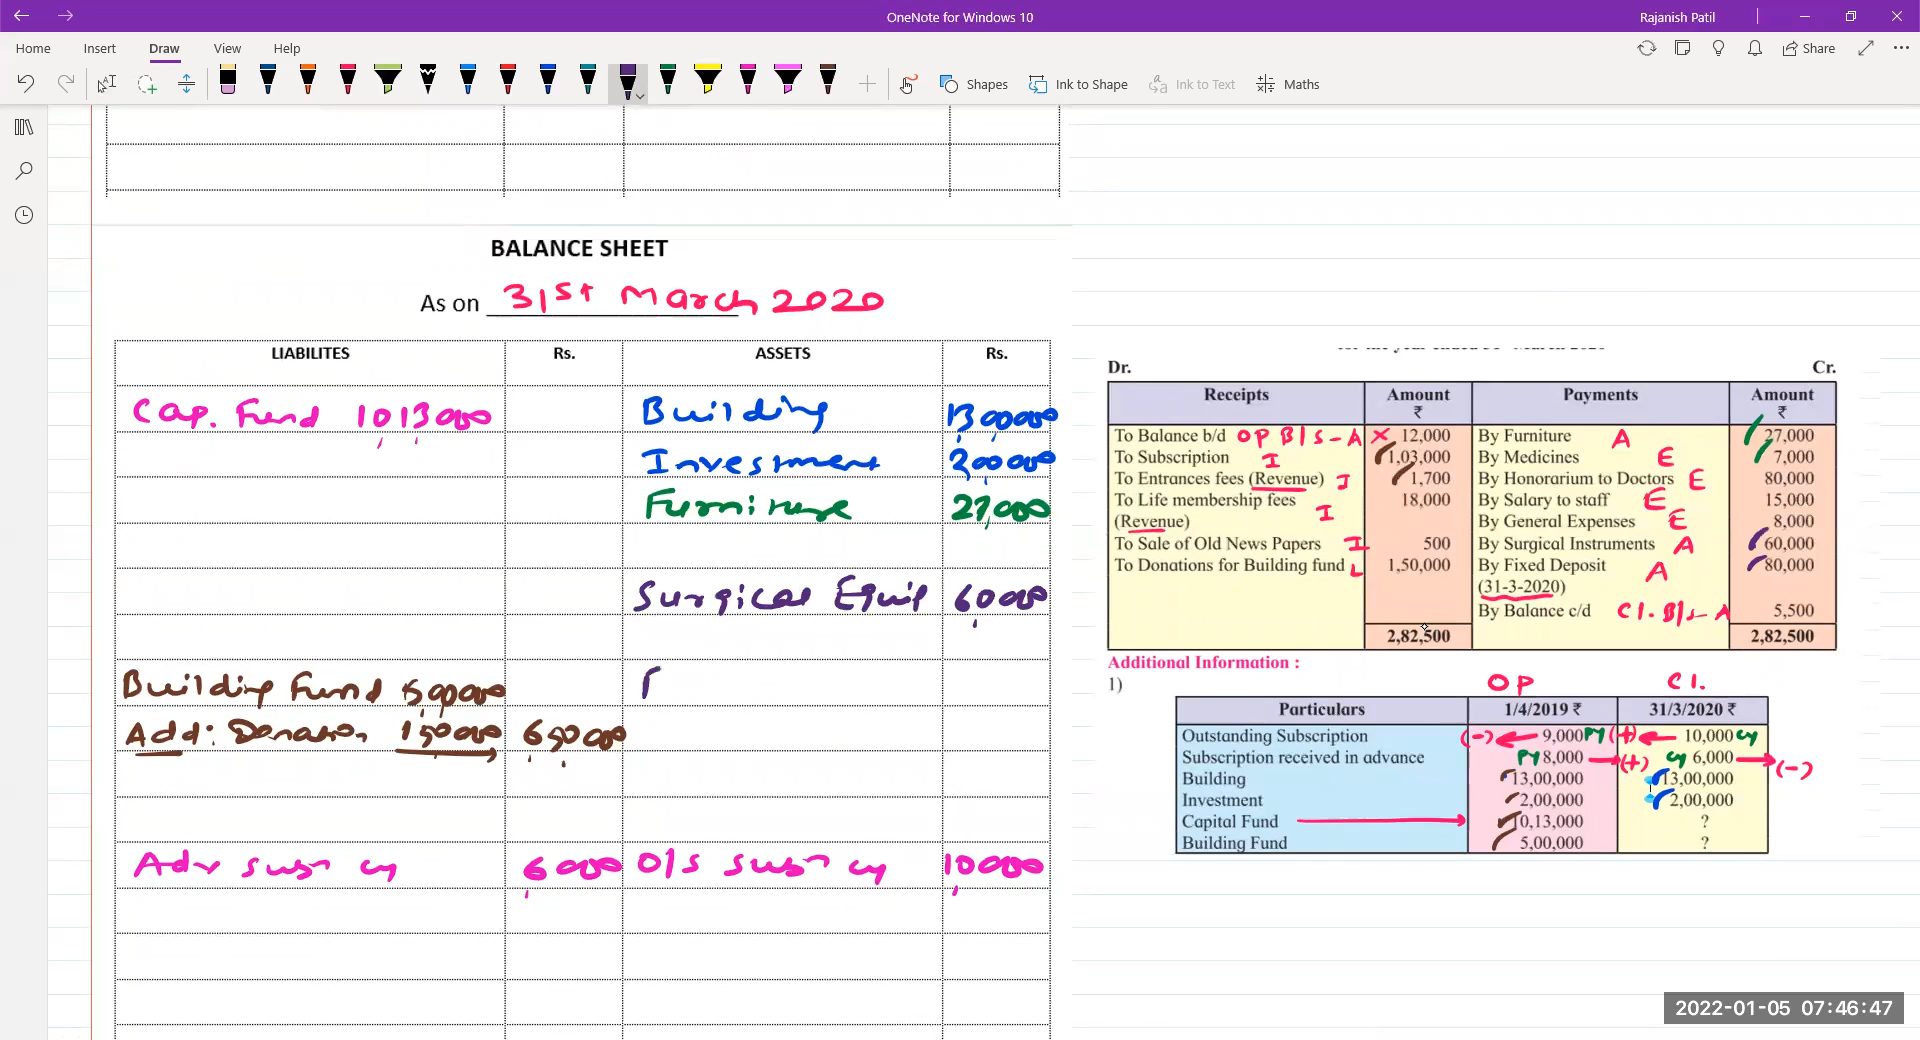 OneNote for Windows 10
Rajanish Patil
Home Insert Draw View Help
Share
Shapes Ink to Shape Ink to Text Maths
BALANCE SHEET
As on 31st March 2020
LIABILITES Rs. ASSETS Rs.
Cap. Fund 1013000 Building 1300000
Investment 200000
Furniture 27,000
Surgical Equip 60000
Building Fund 500000
Add: Donation 150000 650000
Adv subn cy 6000 O/s subn cy 10000
Dr. Cr.
Receipts Amount ₹ Payments Amount ₹
To Balance b/d OP B/s - A × 12,000 By Furniture A 27,000
To Subscription I 1,03,000 By Medicines E 7,000
To Entrances fees (Revenue) I 1,700 By Honorarium to Doctors E 80,000
To Life membership fees 18,000 By Salary to staff E 15,000
(Revenue) I By General Expenses E 8,000
To Sale of Old News Papers I 500 By Surgical Instruments A 60,000
To Donations for Building fund L 1,50,000 By Fixed Deposit A 80,000
(31-3-2020)
By Balance c/d Cl. B/s - A 5,500
2,82,500 2,82,500
Additional Information :
1) OP Cl.
Particulars 1/4/2019 ₹ 31/3/2020 ₹
Outstanding Subscription (-) 9,000 Py (+) 10,000 cy
Subscription received in advance Py 8,000 (+) cy 6,000 (-)
Building 13,00,000 13,00,000
Investment 2,00,000 2,00,000
Capital Fund 10,13,000 ?
Building Fund 5,00,000 ?
2022-01-05 07:46:47